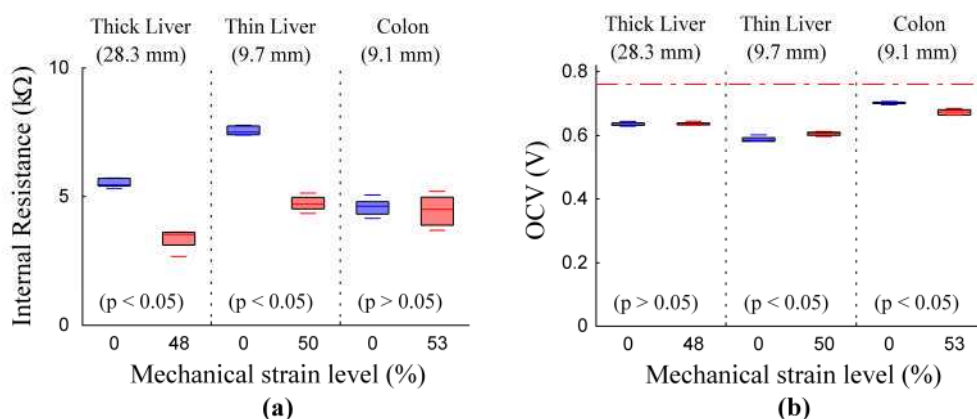 Thick Liver
(28.3 mm)
Thin Liver
(9.7 mm)
Colon
(9.1 mm)
Internal Resistance (kΩ)
10
5
0
(p < 0.05)
(p < 0.05)
(p > 0.05)
0 48 0 50 0 53
Mechanical strain level (%)
(a)
Thick Liver
(28.3 mm)
Thin Liver
(9.7 mm)
Colon
(9.1 mm)
OCV (V)
0.8
0.6
0.4
0.2
0
(p > 0.05)
(p < 0.05)
(p < 0.05)
0 48 0 50 0 53
Mechanical strain level (%)
(b)